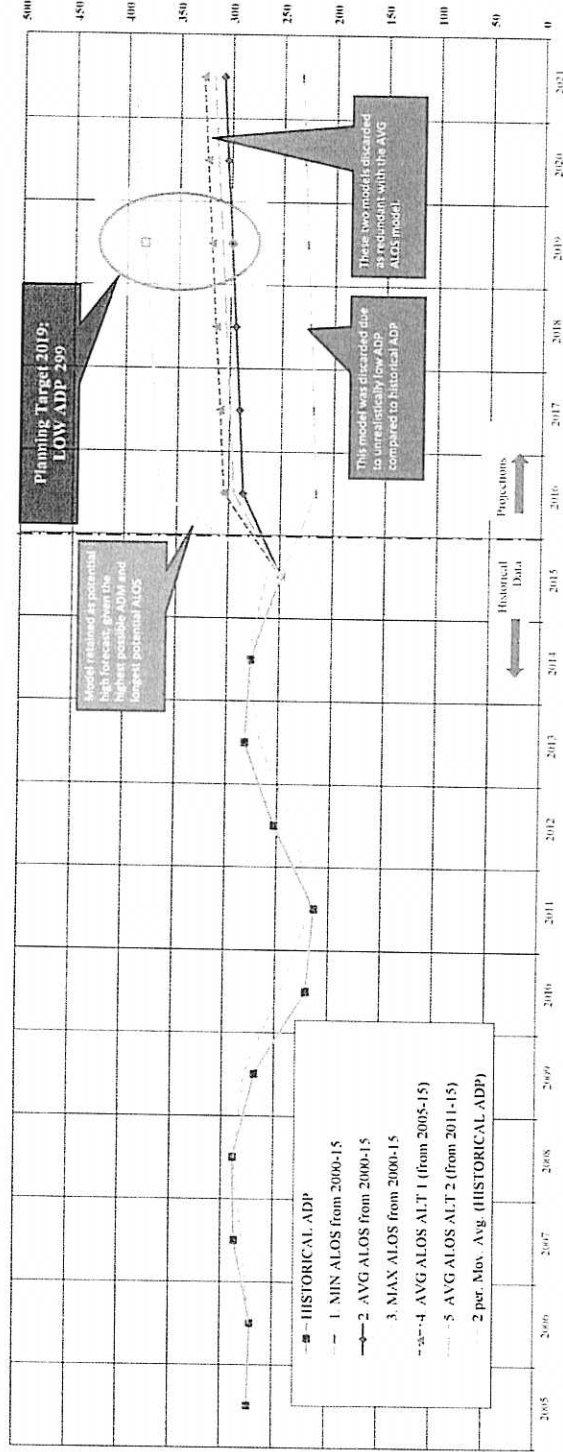 500
450
400
350
300
250
200
150
100
50
0
Planning Target 2019:
LOW ADP 299
Model retained as potential
high forecast, given the
highest possible ADM and
longest potential ALOS
These two models discarded
as redundant with the AVG
ALOS model.
This model was discarded due
to unrealistically low ADP
compared to historical ADP
Historical
Data
Projections
HISTORICAL ADP
1. MIN ALOS from 2000-15
2. AVG ALOS from 2000-15
3. MAX ALOS from 2000-15
4. AVG ALOS ALT 1 (from 2005-15)
5. AVG ALOS ALT 2 (from 2011-15)
2 per. Mov. Avg. (HISTORICAL ADP)
2005
2006
2007
2008
2009
2010
2011
2012
2013
2014
2015
2016
2017
2018
2019
2020
2021